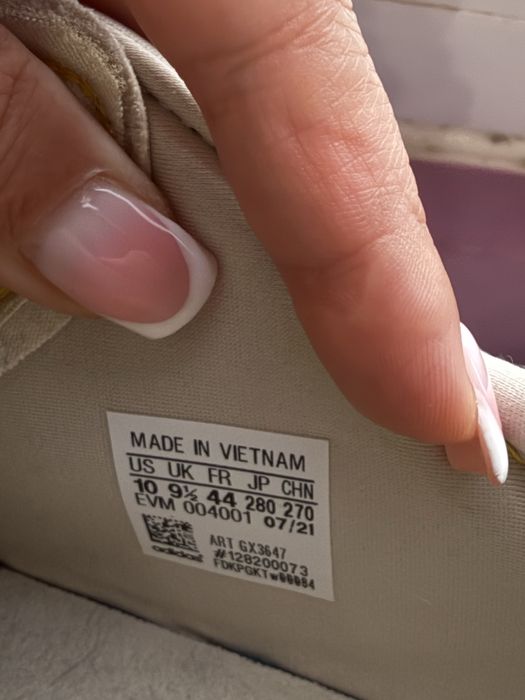 MADE IN VIETNAM
US UK FR JP CHN
10 9½ 44 280 270
EVM 004001 07/21
ART GX3647
#128200073
adidas FDKPGKTw00084